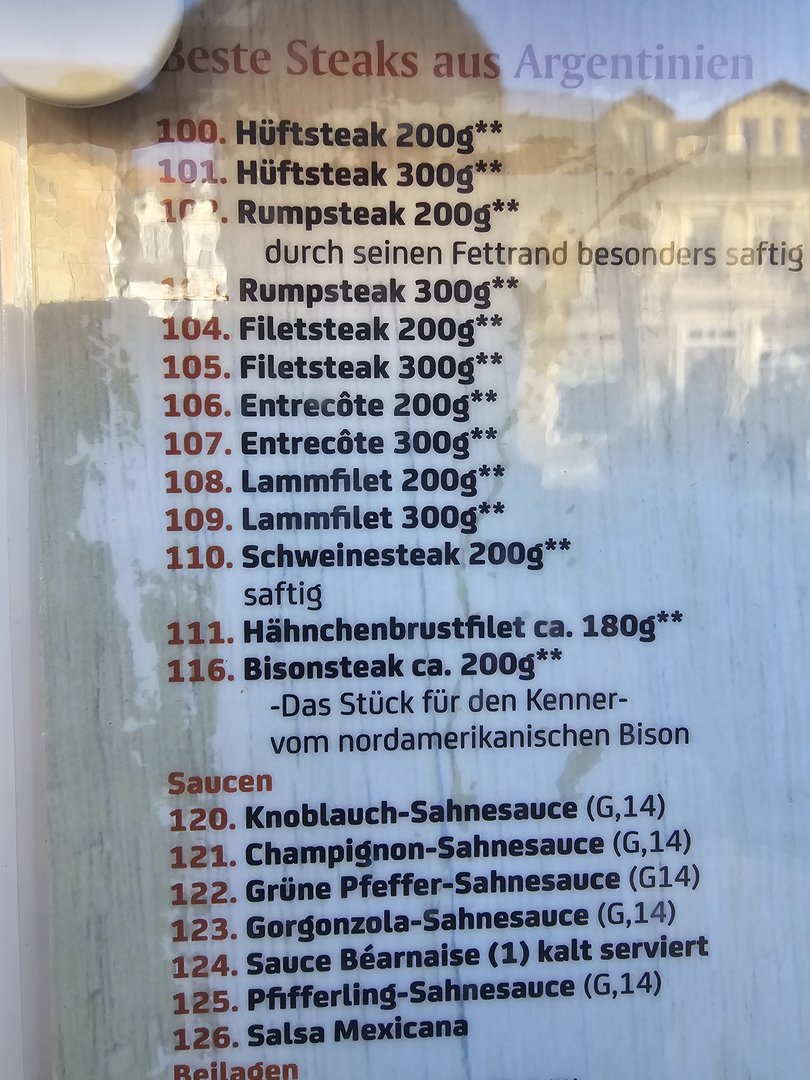 Beste Steaks aus Argentinien
100. Hüftsteak 200g**
101. Hüftsteak 300g**
102. Rumpsteak 200g**
durch seinen Fettrand besonders saftig
103. Rumpsteak 300g**
104. Filetsteak 200g**
105. Filetsteak 300g**
106. Entrecôte 200g**
107. Entrecôte 300g**
108. Lammfilet 200g**
109. Lammfilet 300g**
110. Schweinesteak 200g**
saftig
111. Hähnchenbrustfilet ca. 180g**
116. Bisonsteak ca. 200g**
-Das Stück für den Kenner-
vom nordamerikanischen Bison
Saucen
120. Knoblauch-Sahnesauce (G,14)
121. Champignon-Sahnesauce (G,14)
122. Grüne Pfeffer-Sahnesauce (G14)
123. Gorgonzola-Sahnesauce (G,14)
124. Sauce Béarnaise (1) kalt serviert
125. Pfifferling-Sahnesauce (G,14)
126. Salsa Mexicana
Beilagen